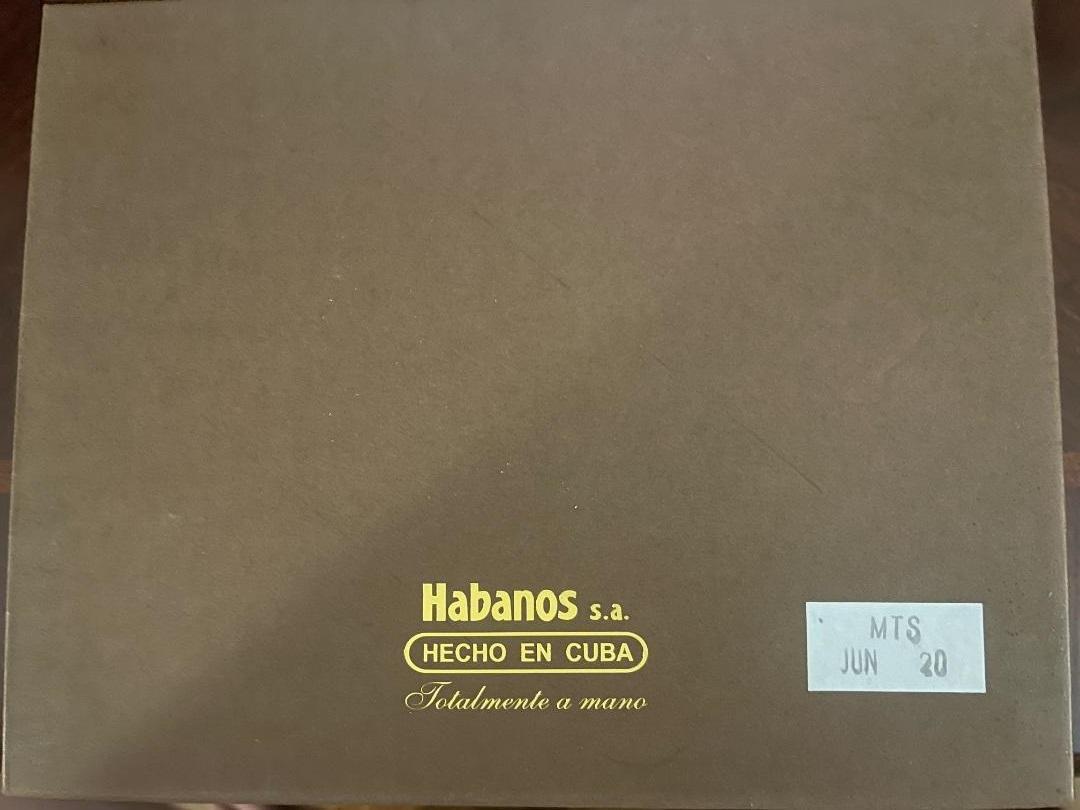 Habanos s.a.
HECHO EN CUBA
Totalmente a mano
MTS
JUN 20